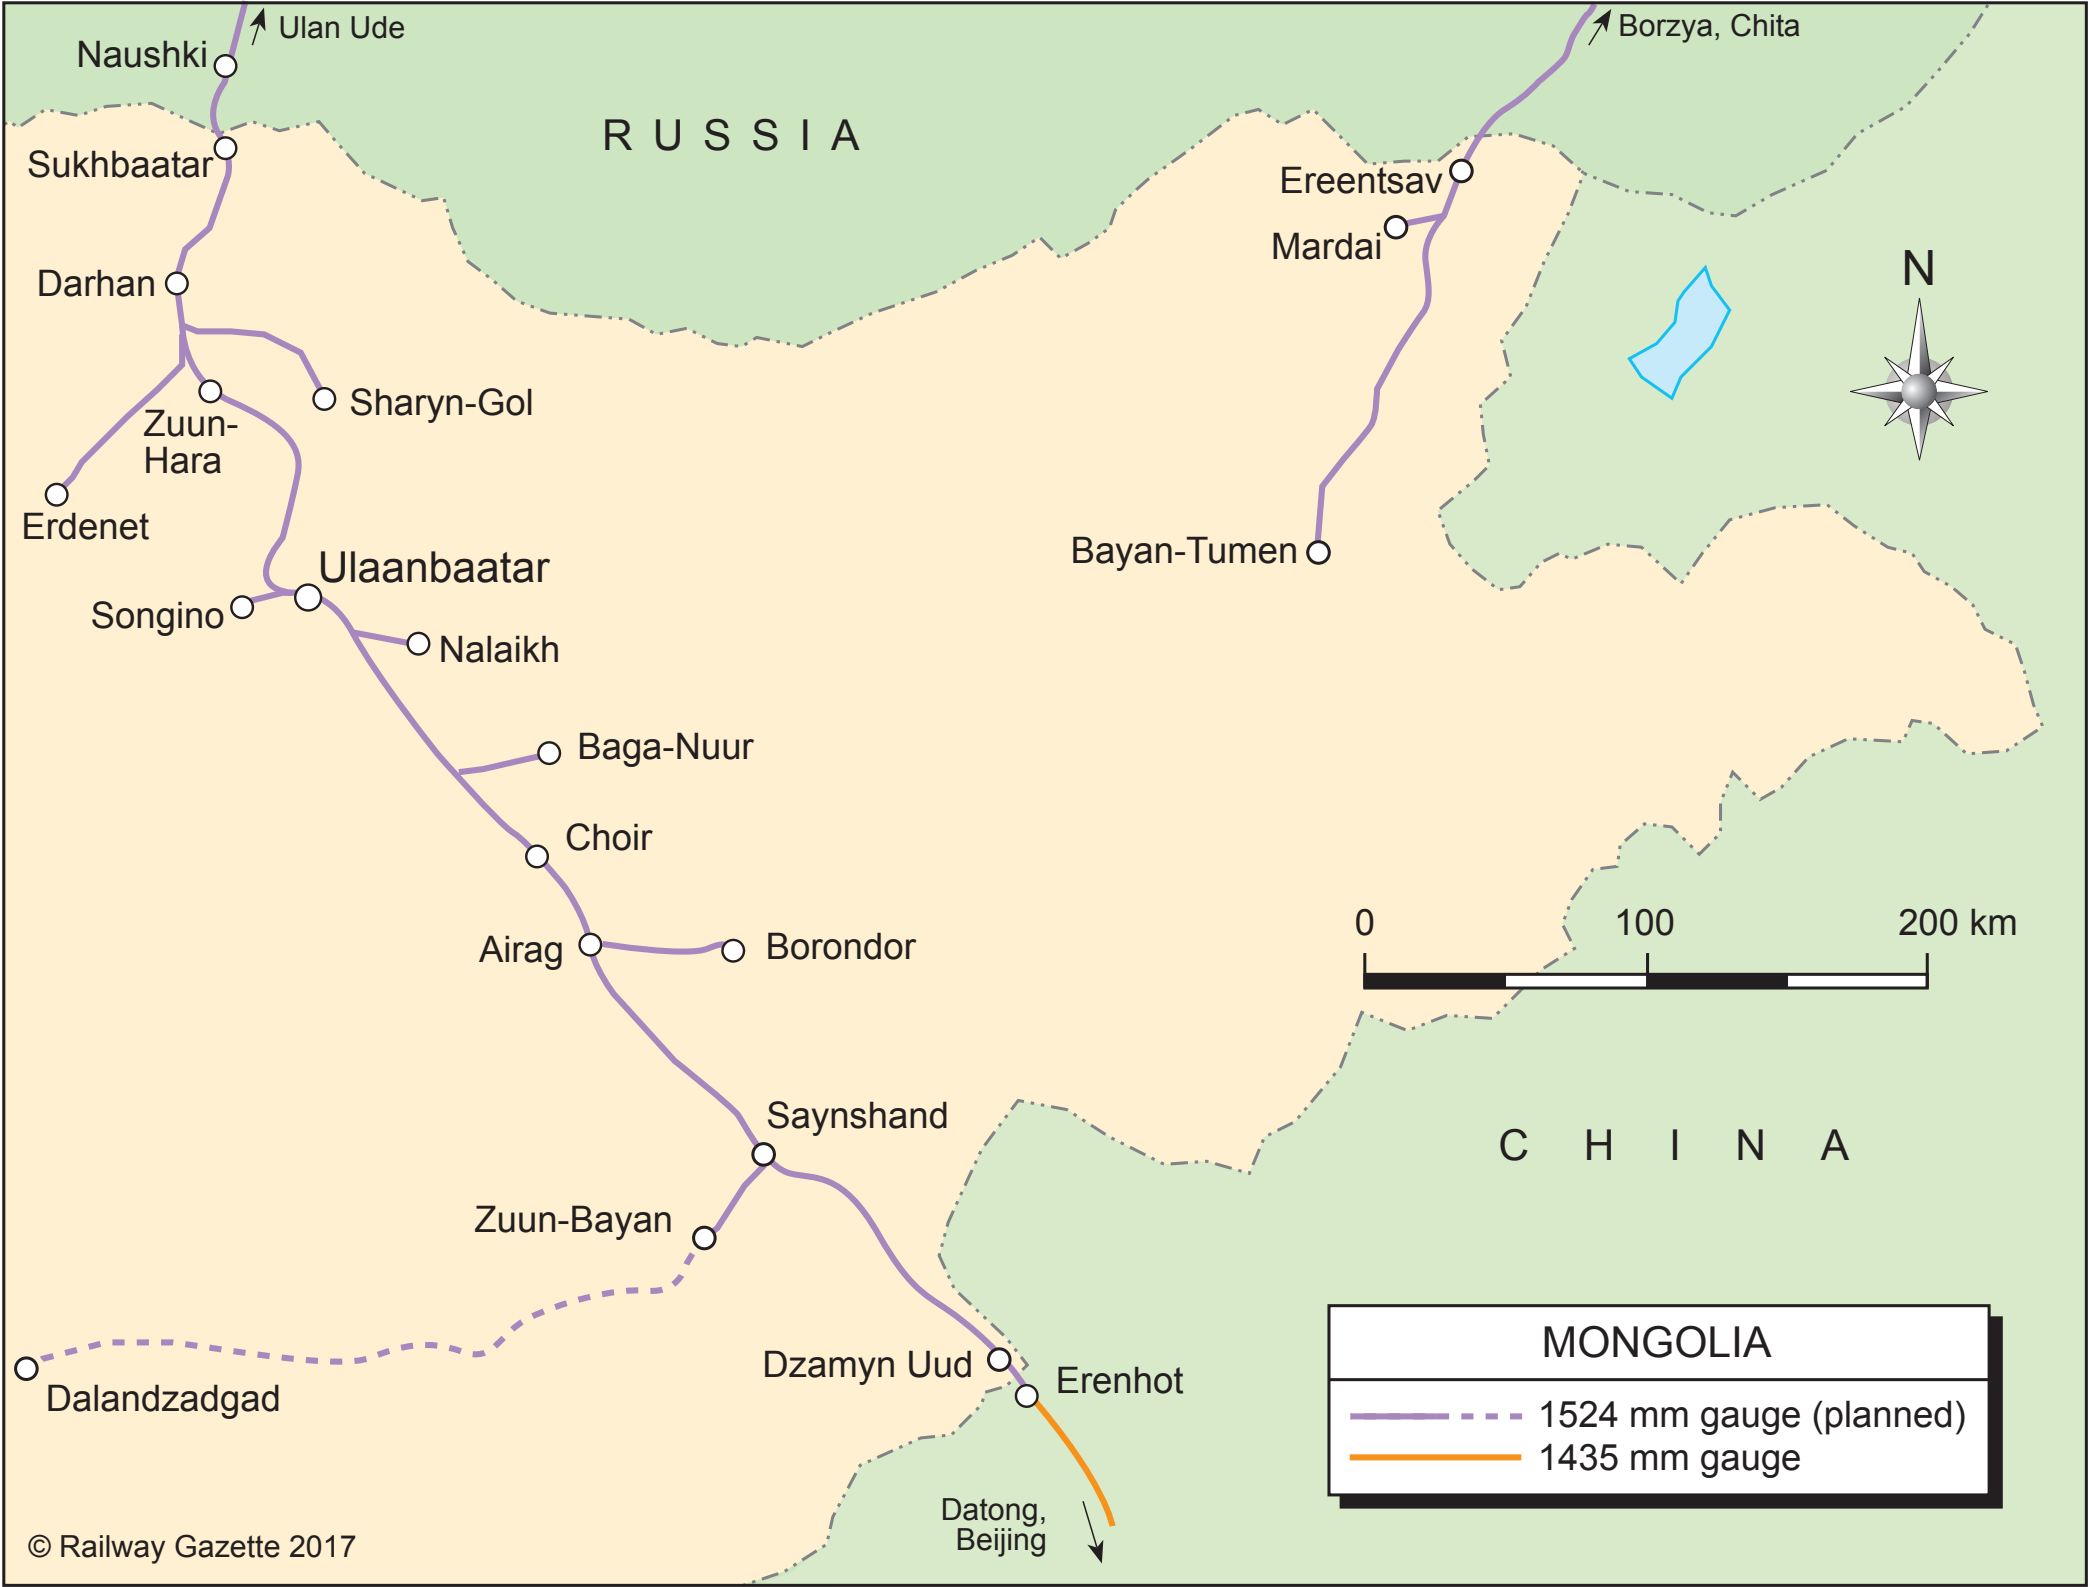 Ulan Ude
Borzya, Chita
Naushki
RUSSIA
Sukhbaatar
Ereentsav
Mardai
N
Darhan
Sharyn-Gol
Zuun-
Hara
Erdenet
Bayan-Tumen
Ulaanbaatar
Songino
Nalaikh
Baga-Nuur
Choir
0 100 200 km
Airag
Borondor
Saynshand
CHINA
Zuun-Bayan
Dzamyn Uud
Erenhot
Dalandzadgad
MONGOLIA
1524 mm gauge (planned)
1435 mm gauge
Datong,
Beijing
© Railway Gazette 2017